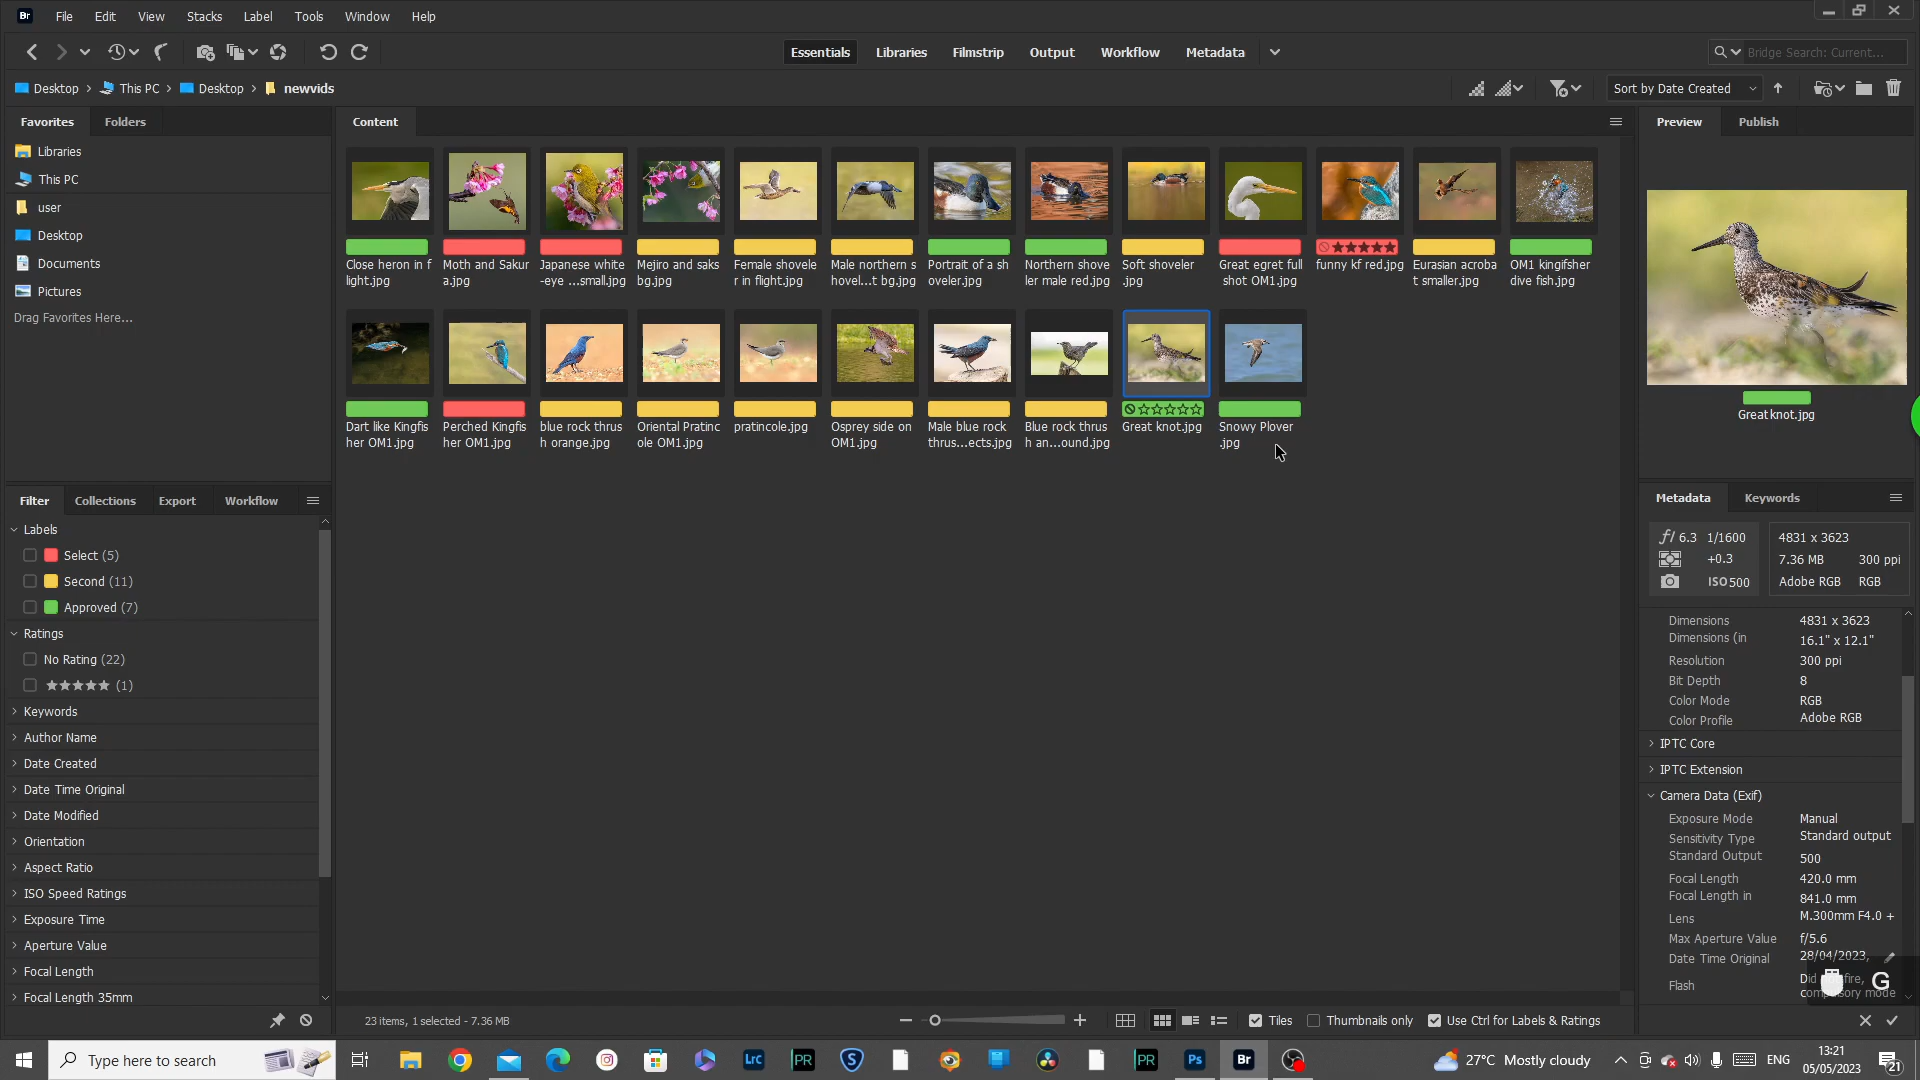 Br File Edit View Stacks Label Tools Window Help
Essentials Libraries Filmstrip Output Workflow Metadata Bridge Search: Current...
Desktop This PC Desktop newvids Sort by Date Created
Favorites Folders
Libraries
This PC
user
Desktop
Documents
Pictures
Drag Favorites Here...
Content
Close heron in f
light.jpg
Moth and Sakur
a.jpg
Japanese white
-eye ...small.jpg
Mejiro and saks
bg.jpg
Female shovele
r in flight.jpg
Male northern s
hovel...t bg.jpg
Portrait of a sh
oveler.jpg
Northern shove
ler male red.jpg
Soft shoveler
.jpg
Great egret full
shot OM1.jpg
funny kf red.jpg
Eurasian acroba
t smaller.jpg
OM1 kingifsher
dive fish.jpg
Dart like Kingfis
her OM1.jpg
Perched Kingfis
her OM1.jpg
blue rock thrus
h orange.jpg
Oriental Pratinc
ole OM1.jpg
pratincole.jpg
Osprey side on
OM1.jpg
Male blue rock
thrus...ects.jpg
Blue rock thrus
h an...ound.jpg
Great knot.jpg
Snowy Plover
.jpg
Preview Publish
Great knot.jpg
Filter Collections Export Workflow
Labels
Select (5)
Second (11)
Approved (7)
Ratings
No Rating (22)
★★★★★ (1)
Keywords
Author Name
Date Created
Date Time Original
Date Modified
Orientation
Aspect Ratio
ISO Speed Ratings
Exposure Time
Aperture Value
Focal Length
Focal Length 35mm
Metadata Keywords
f/ 6.3 1/1600
+0.3
ISO500
4831 x 3623
7.36 MB 300 ppi
Adobe RGB RGB
Dimensions 4831 x 3623
Dimensions (in 16.1" x 12.1"
Resolution 300 ppi
Bit Depth 8
Color Mode RGB
Color Profile Adobe RGB
IPTC Core
IPTC Extension
Camera Data (Exif)
Exposure Mode Manual
Sensitivity Type Standard output
Standard Output 500
Focal Length 420.0 mm
Focal Length in 841.0 mm
Lens M.300mm F4.0 +
Max Aperture Value f/5.6
Date Time Original 28/04/2023,
Flash Did
mode
G
23 items, 1 selected - 7.36 MB Tiles Thumbnails only Use Ctrl for Labels & Ratings
Type here to search Lrc PR S PR Ps Br 27°C Mostly cloudy ENG 13:21
05/05/2023 21